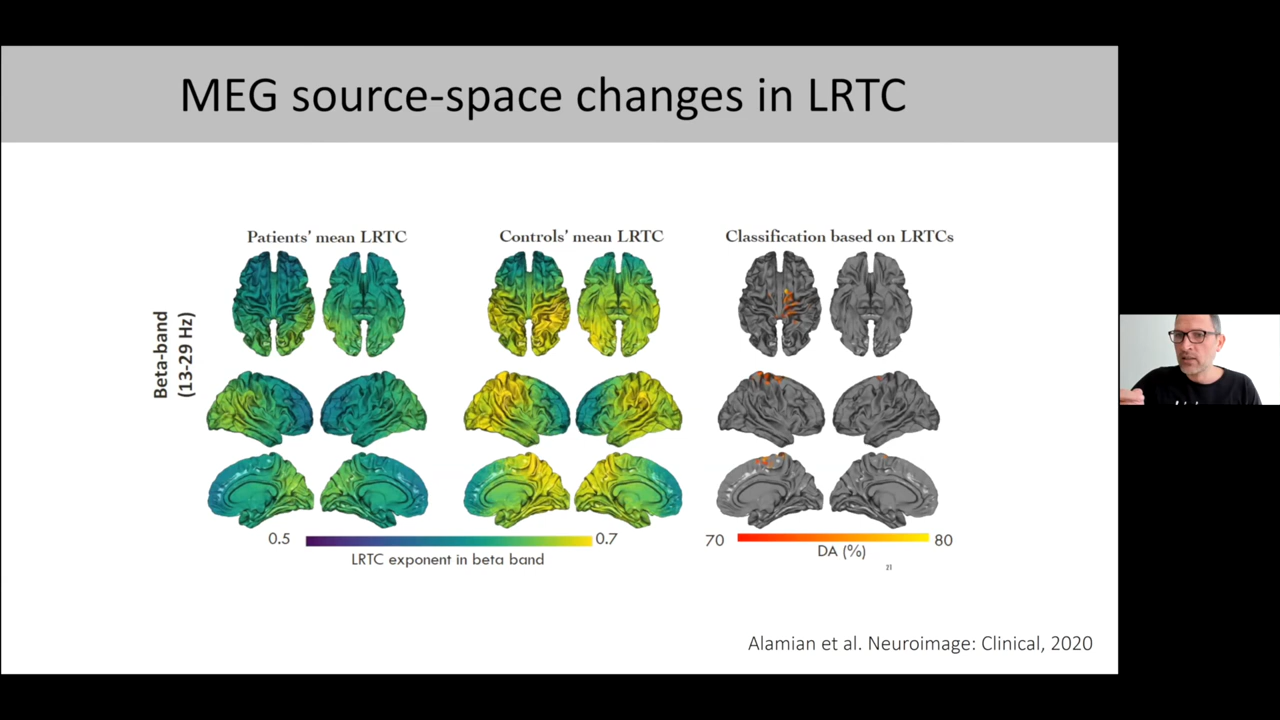 MEG source-space changes in LRTC
Patients' mean LRTC
Controls' mean LRTC
Classification based on LRTCs
Beta-band
(13-29 Hz)
0.5
0.7
LRTC exponent in beta band
70
80
DA (%)
21
Alamian et al. Neuroimage: Clinical, 2020